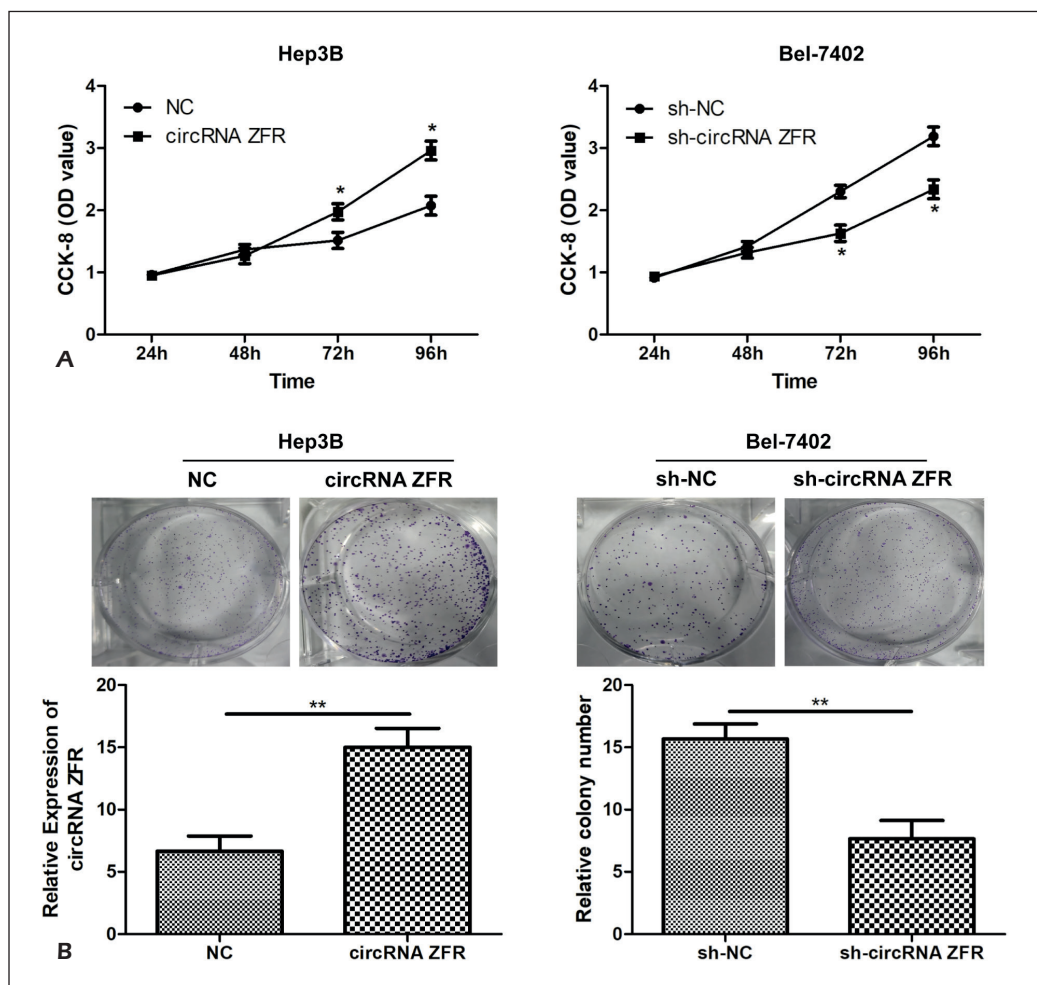 Hep3B
4
3
2
1
0
CCK-8 (OD value)
NC
circRNA ZFR
*
*
24h 48h 72h 96h
Time
Bel-7402
4
3
2
1
0
CCK-8 (OD value)
sh-NC
sh-circRNA ZFR
*
*
24h 48h 72h 96h
Time
A
Hep3B
NC circRNA ZFR
Bel-7402
sh-NC sh-circRNA ZFR
20
15
10
5
0
Relative Expression of
circRNA ZFR
**
NC circRNA ZFR
20
15
10
5
0
Relative colony number
**
sh-NC sh-circRNA ZFR
B